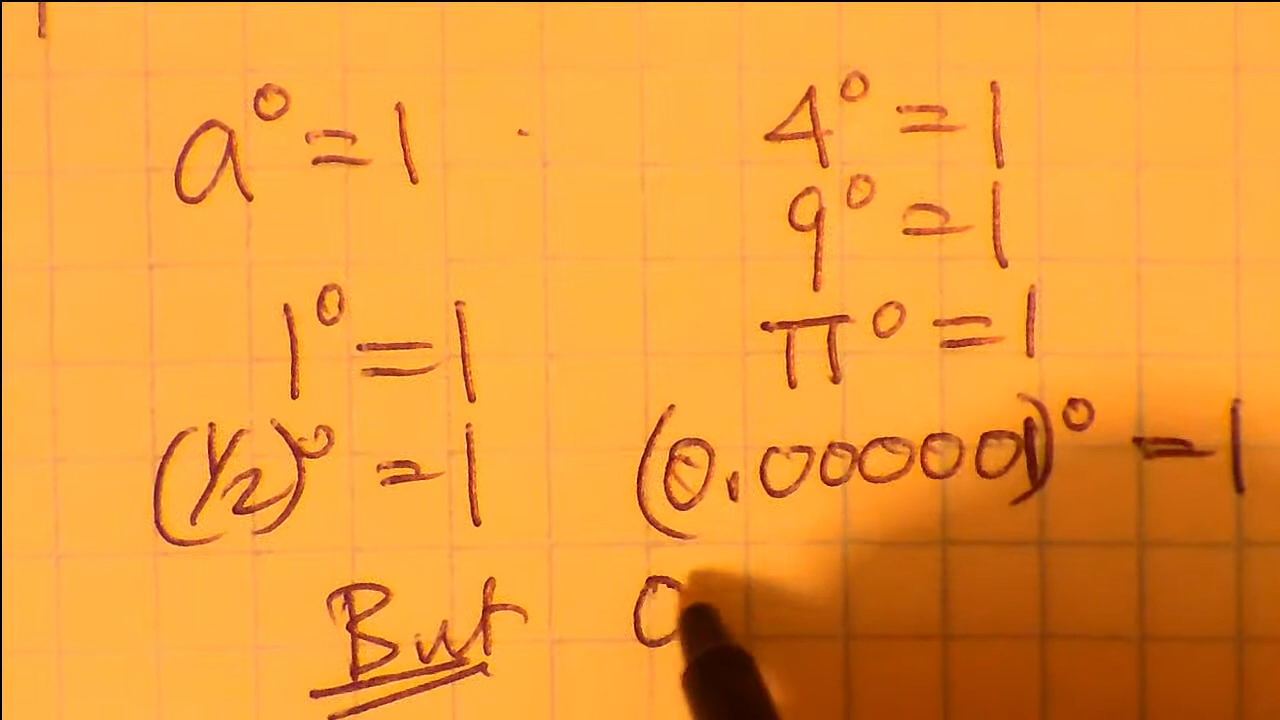 a⁰ = 1
4⁰ = 1
9⁰ = 1
1⁰ = 1
π⁰ = 1
(1/2)⁰ = 1
(0.000001)⁰ = 1
But 0